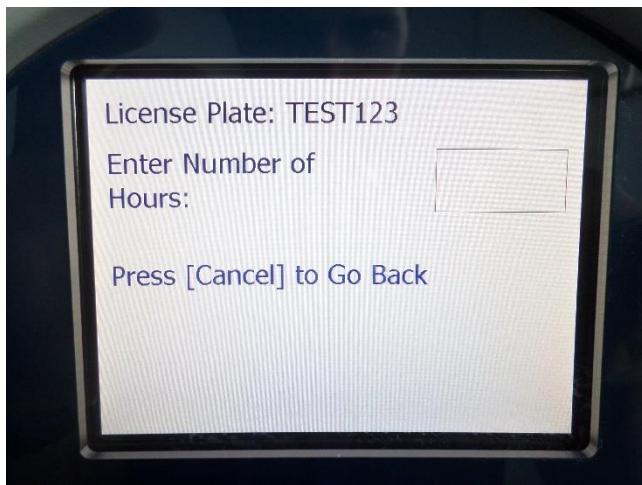 License Plate: TEST123
Enter Number of
Hours:
Press [Cancel] to Go Back